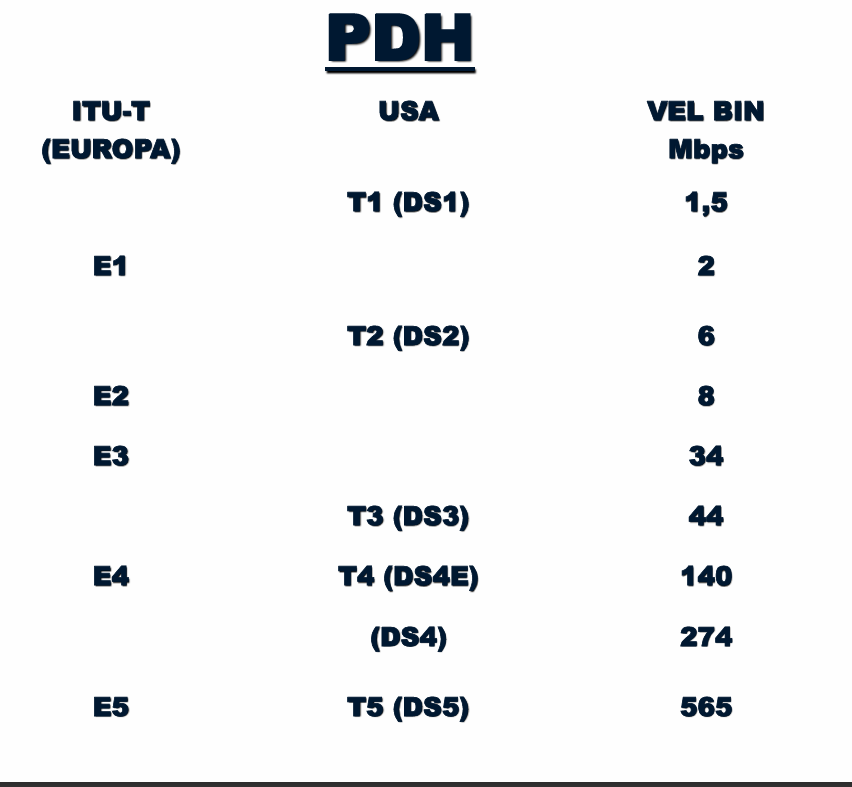 PDH
ITU-T USA VEL BIN
(EUROPA) Mbps
T1 (DS1) 1,5
E1 2
T2 (DS2) 6
E2 8
E3 34
T3 (DS3) 44
E4 T4 (DS4E) 140
(DS4) 274
E5 T5 (DS5) 565